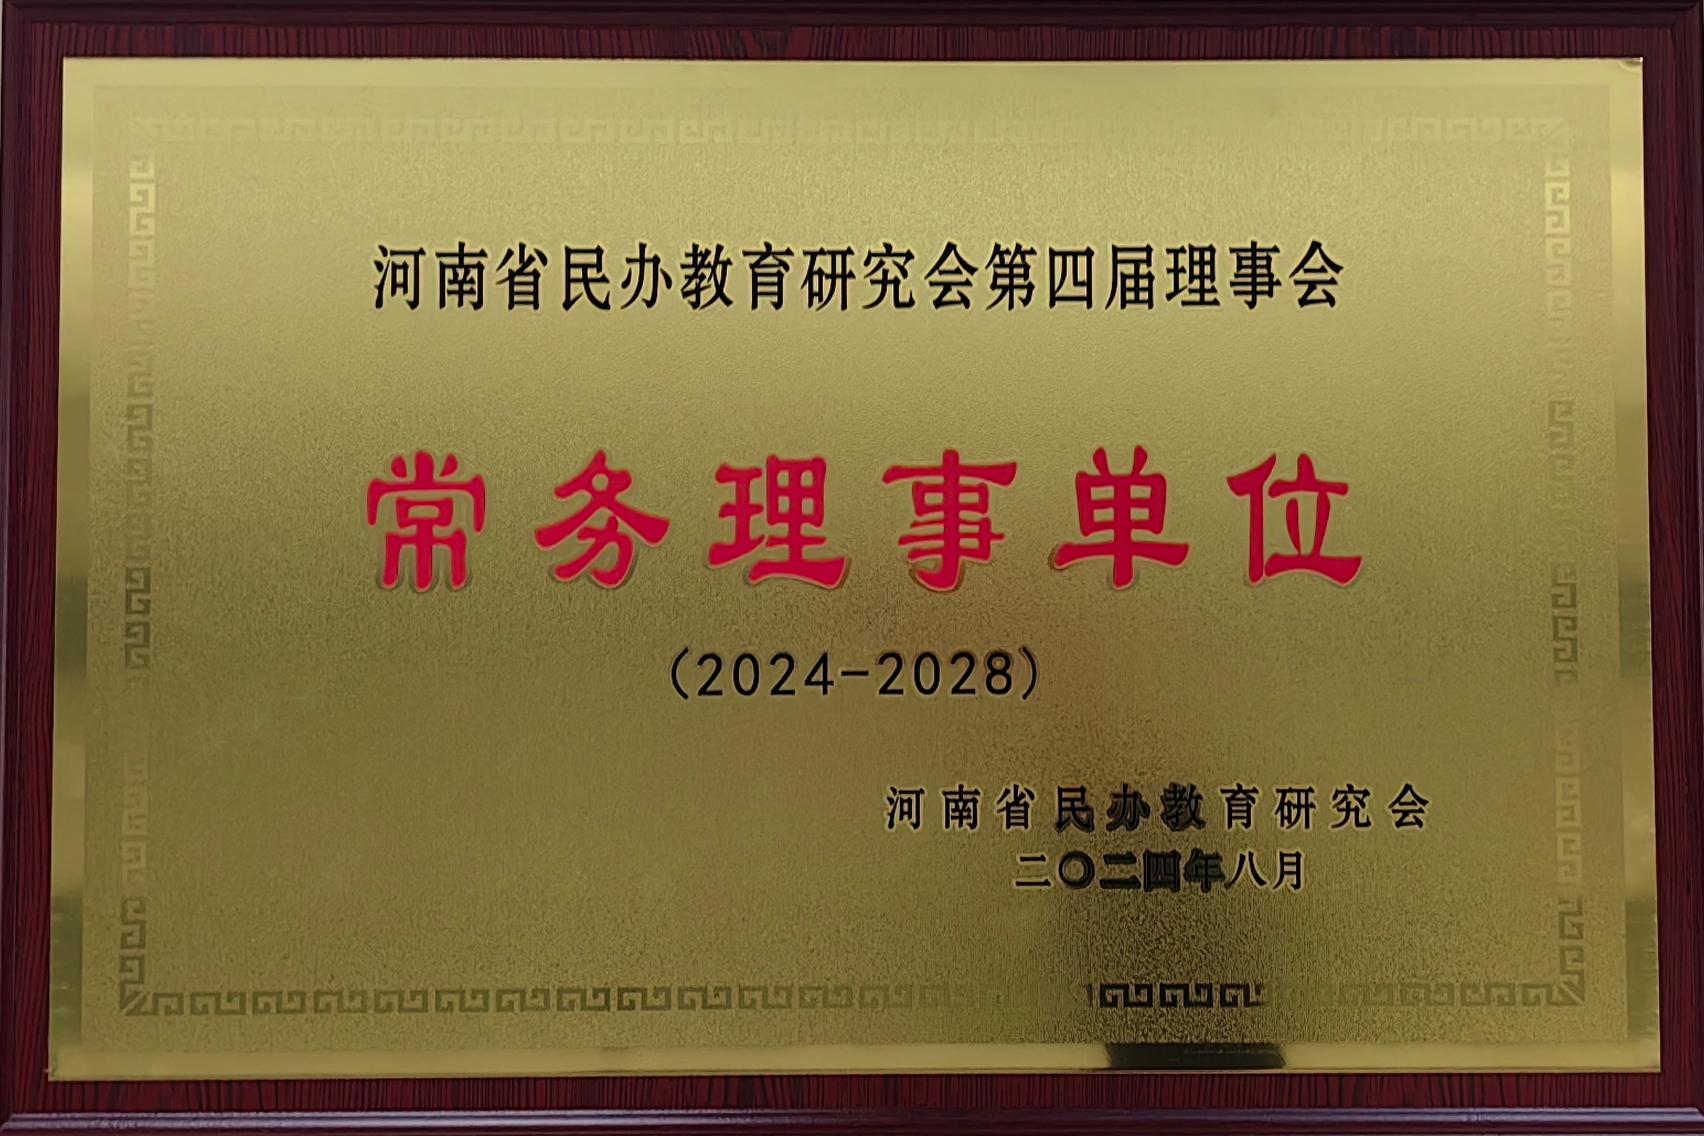 河南省民办教育研究会第四届理事会
常务理事单位
(2024-2028)
河南省民办教育研究会
二〇二四年八月